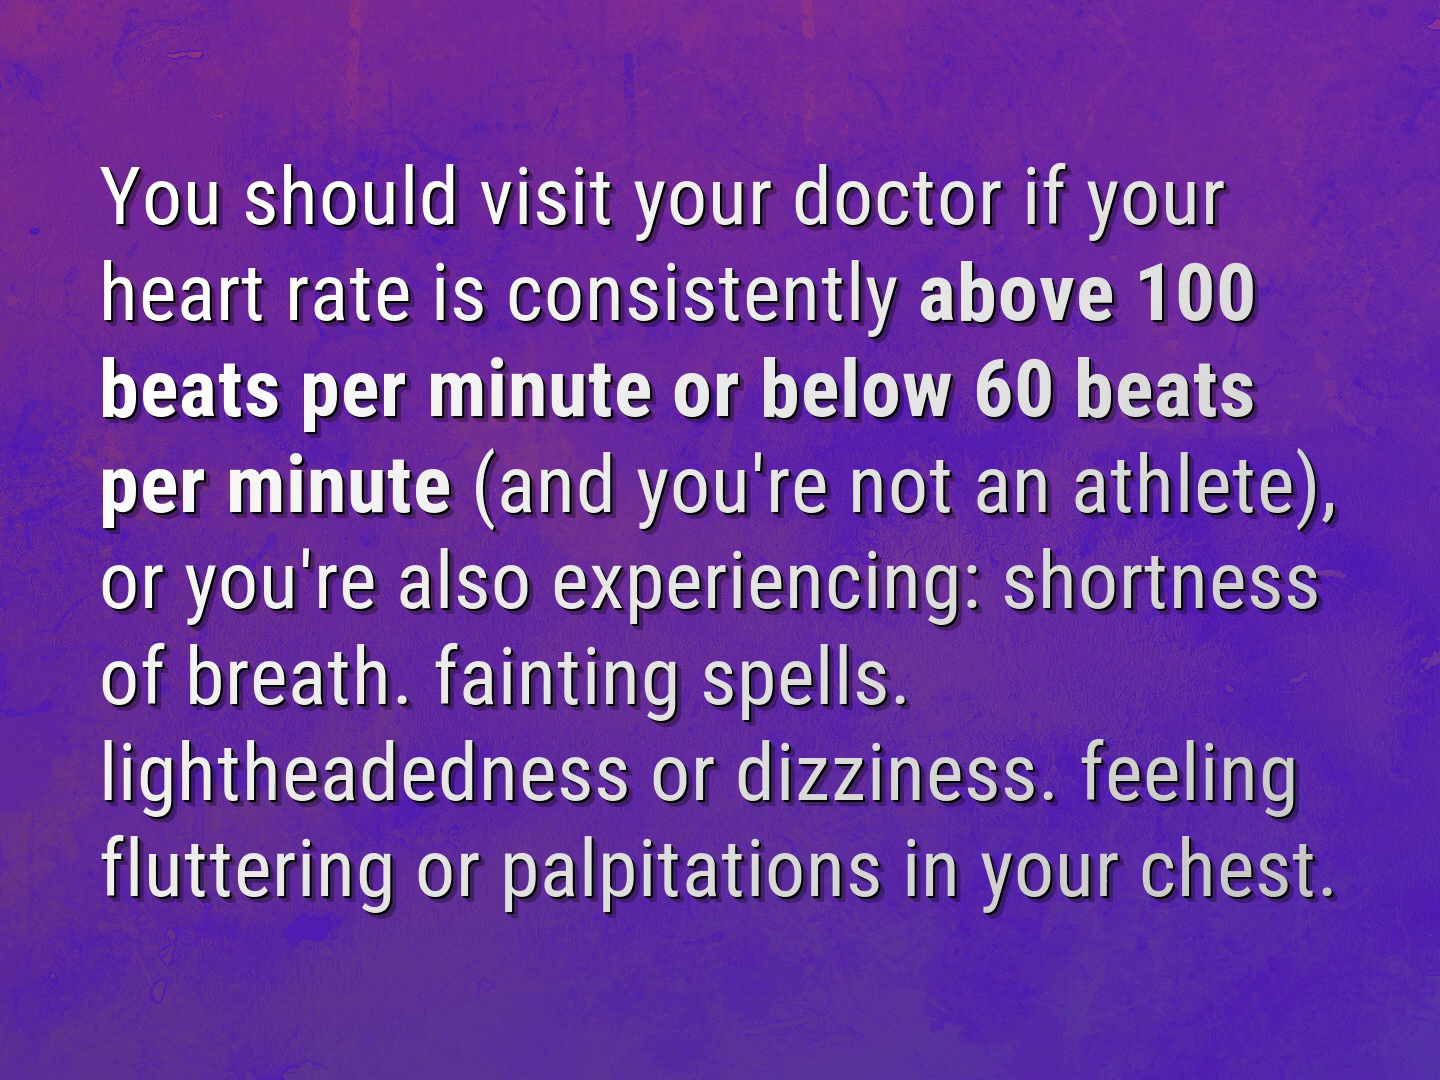 You should visit your doctor if your
heart rate is consistently above 100
beats per minute or below 60 beats
per minute (and you're not an athlete),
or you're also experiencing: shortness
of breath. fainting spells.
lightheadedness or dizziness. feeling
fluttering or palpitations in your chest.